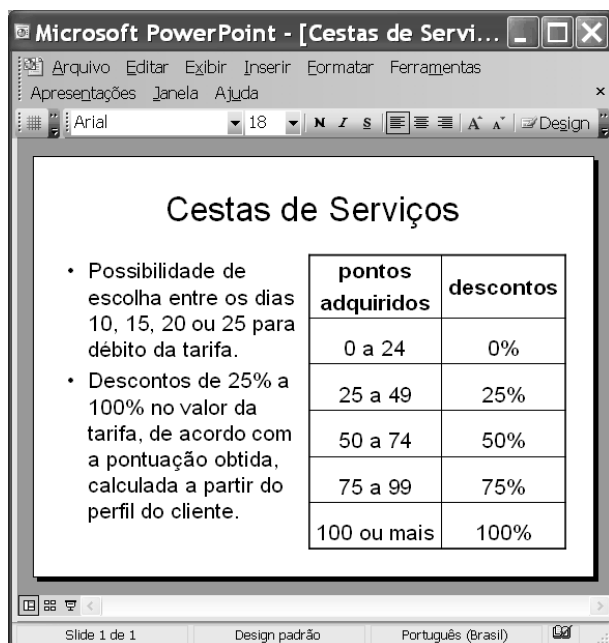 Microsoft PowerPoint - [Cestas de Servi...
Arquivo Editar Exibir Inserir Formatar Ferramentas
Apresentações Janela Ajuda
Arial 18 N I S A A Design
Cestas de Serviços
• Possibilidade de
escolha entre os dias
10, 15, 20 ou 25 para
débito da tarifa.
• Descontos de 25% a
100% no valor da
tarifa, de acordo com
a pontuação obtida,
calculada a partir do
perfil do cliente.
pontos
adquiridos
descontos
0 a 24 0%
25 a 49 25%
50 a 74 50%
75 a 99 75%
100 ou mais 100%
Slide 1 de 1 Design padrão Português (Brasil)